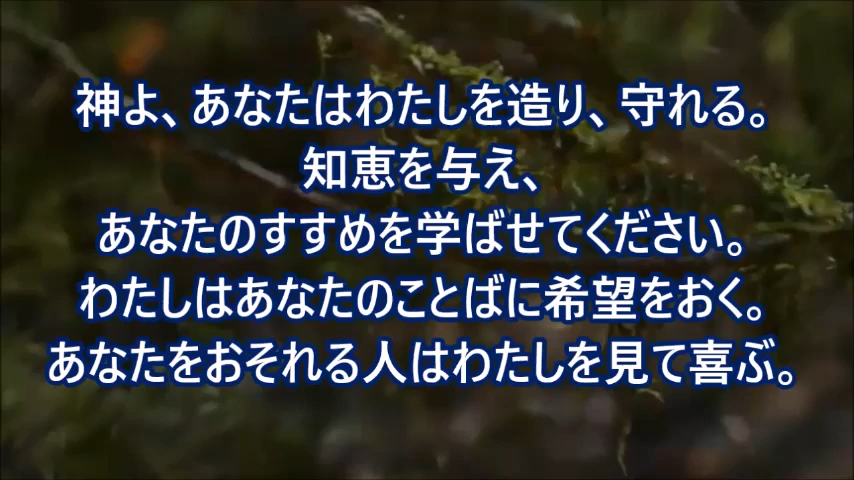 神よ、あなたはわたしを造り、守れる。
知恵を与え、
あなたのすすめを学ばせてください。
わたしはあなたのことばに希望をおく。
あなたをおそれる人はわたしを見て喜ぶ。